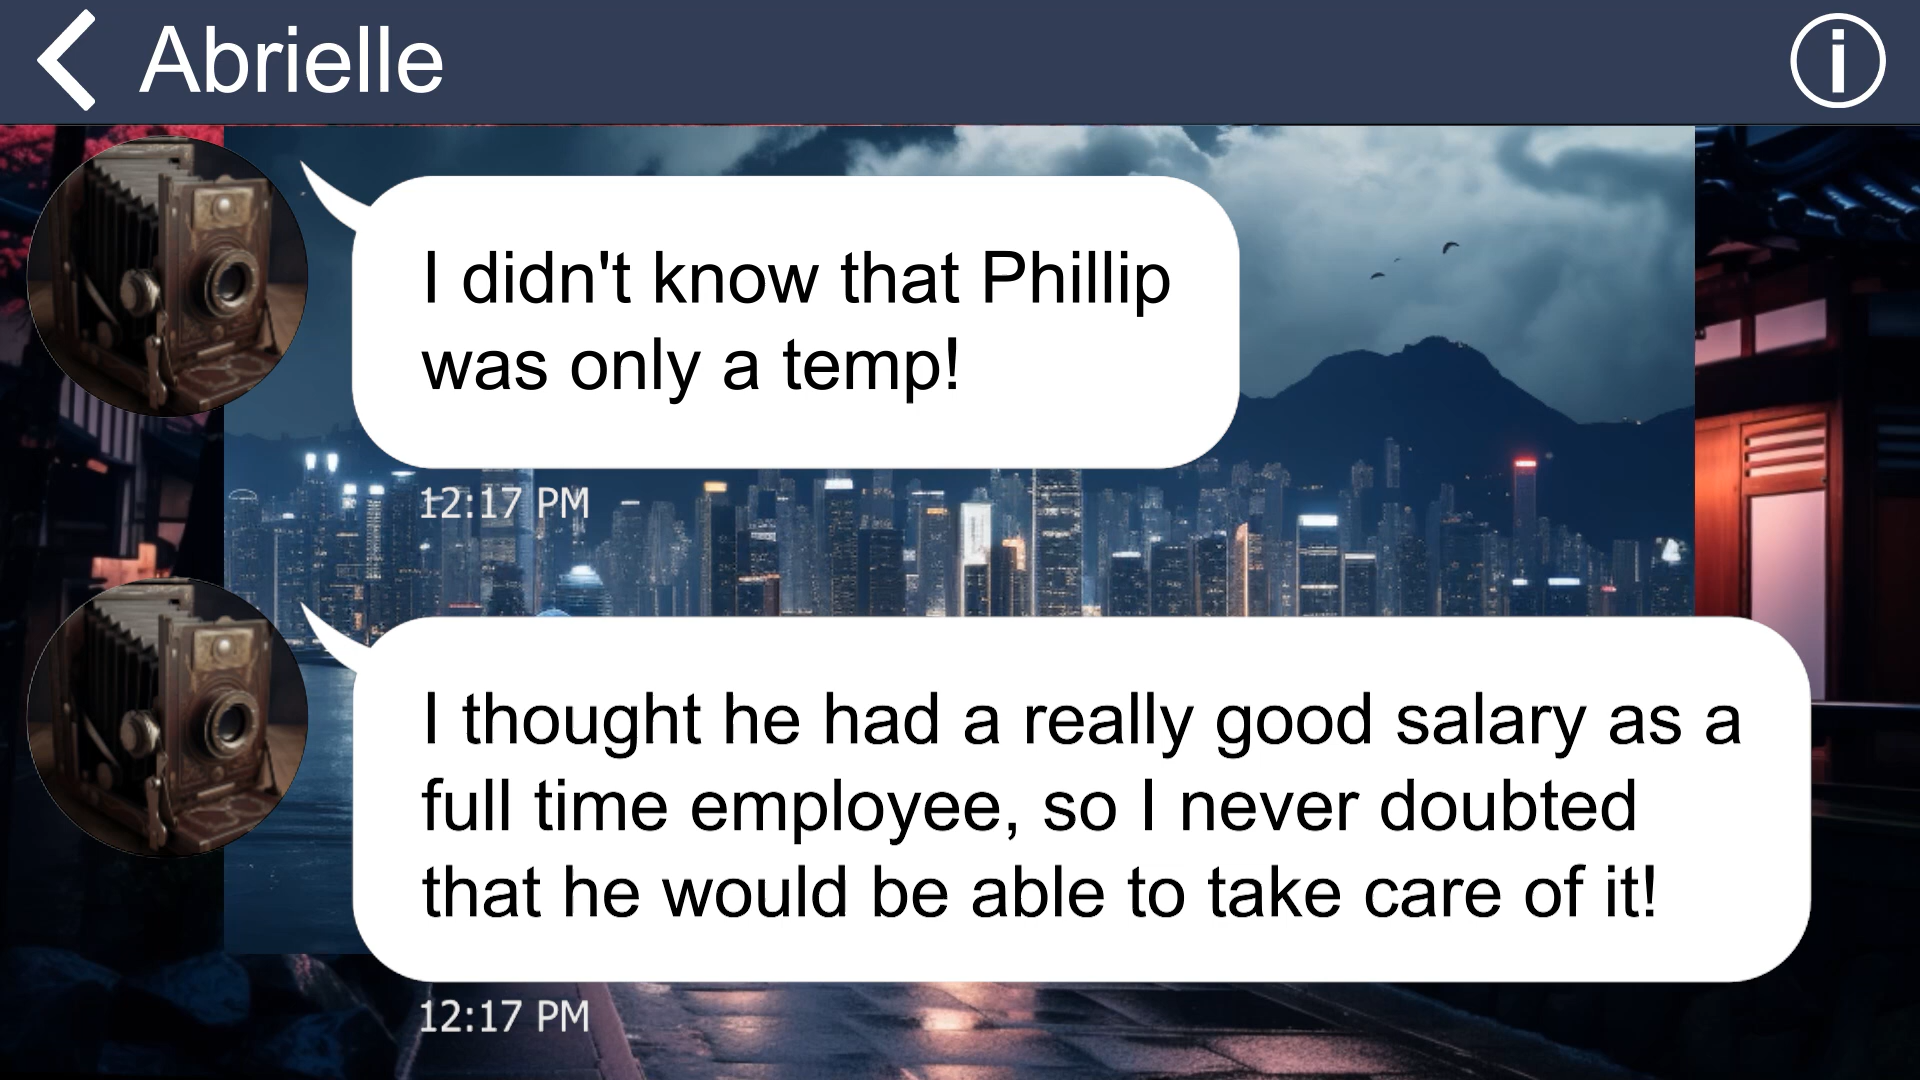 Abrielle
I didn't know that Phillip
was only a temp!
12:17 PM
I thought he had a really good salary as a
full time employee, so I never doubted
that he would be able to take care of it!
12:17 PM